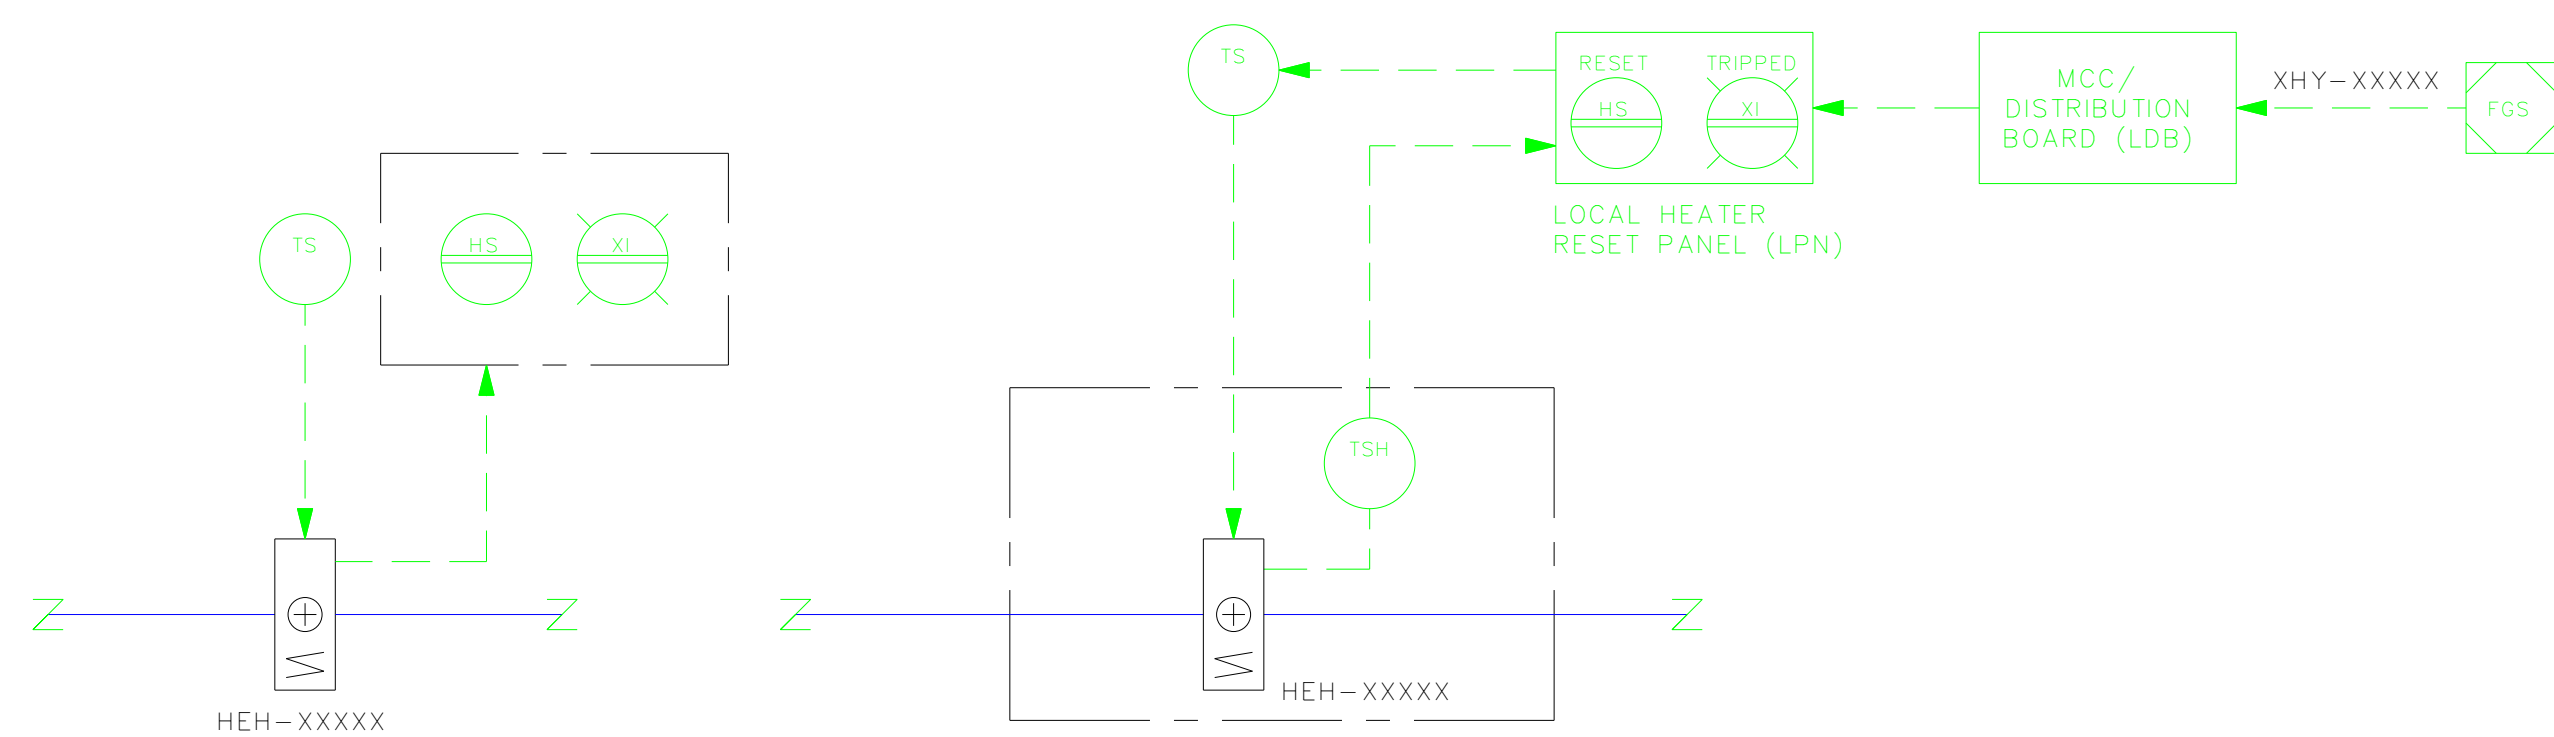 TS
HS
XI
HEH-XXXXX
TS
RESET
TRIPPED
HS
XI
LOCAL HEATER
RESET PANEL (LPN)
MCC/
DISTRIBUTION
BOARD (LDB)
XHY-XXXXX
FGS
TSH
HEH-XXXXX